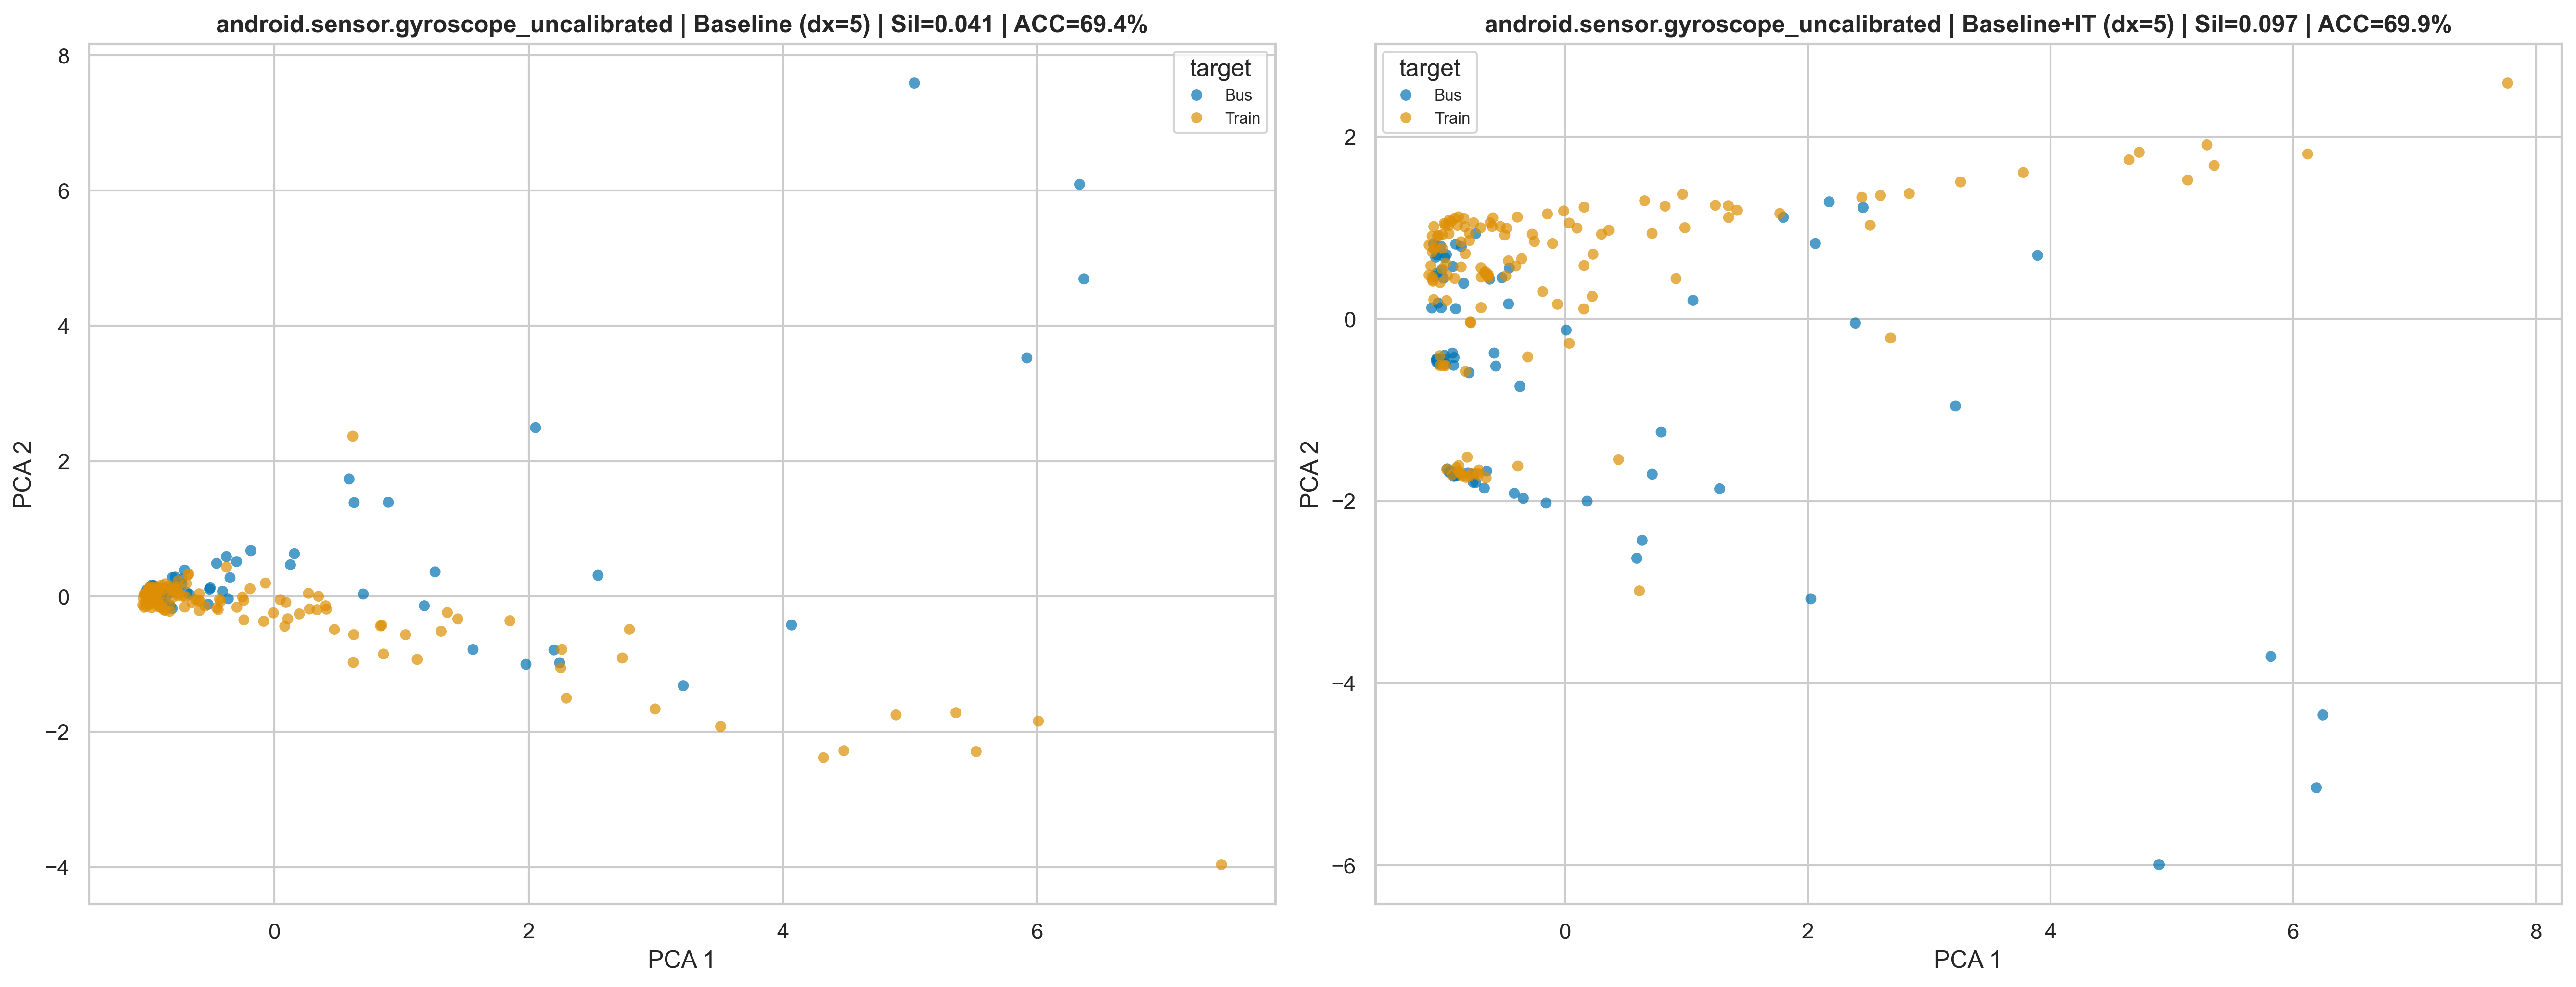 android.sensor.gyroscope_uncalibrated | Baseline (dx=5) | Sil=0.041 | ACC=69.4%
target
Bus
Train
8
6
4
2
0
−2
−4
PCA 2
0
2
4
6
PCA 1
android.sensor.gyroscope_uncalibrated | Baseline+IT (dx=5) | Sil=0.097 | ACC=69.9%
target
Bus
Train
2
0
−2
−4
−6
PCA 2
0
2
4
6
8
PCA 1